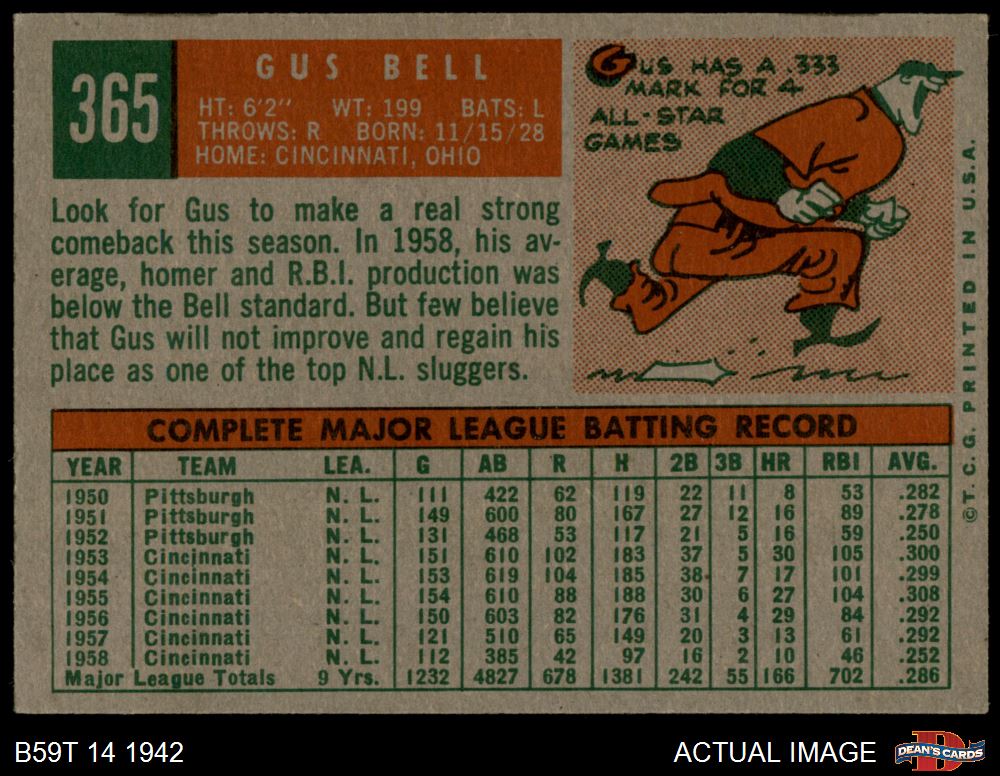 365
GUS BELL
HT: 6'2" WT: 199 BATS: L
THROWS: R BORN: 11/15/28
HOME: CINCINNATI, OHIO
GUS HAS A .333
MARK FOR 4
ALL-STAR
GAMES
Look for Gus to make a real strong
comeback this season. In 1958, his av-
erage, homer and R.B.I. production was
below the Bell standard. But few believe
that Gus will not improve and regain his
place as one of the top N.L. sluggers.
COMPLETE MAJOR LEAGUE BATTING RECORD
YEAR TEAM LEA. G AB R H 2B 3B HR RBI AVG.
1950 Pittsburgh N. L. 111 422 62 119 22 11 8 53 .282
1951 Pittsburgh N. L. 149 600 80 167 27 12 16 89 .278
1952 Pittsburgh N. L. 131 468 53 117 21 5 16 59 .250
1953 Cincinnati N. L. 151 610 102 183 37 5 30 105 .300
1954 Cincinnati N. L. 153 619 104 185 38 7 17 101 .299
1955 Cincinnati N. L. 154 610 88 188 30 6 27 104 .308
1956 Cincinnati N. L. 150 603 82 176 31 4 29 84 .292
1957 Cincinnati N. L. 121 510 65 149 20 3 13 61 .292
1958 Cincinnati N. L. 112 385 42 97 16 2 10 46 .252
Major League Totals 9 Yrs. 1232 4827 678 1381 242 55 166 702 .286
©T. C. G. PRINTED IN U.S.A.
B59T 14 1942
ACTUAL IMAGE
DEAN'S CARDS